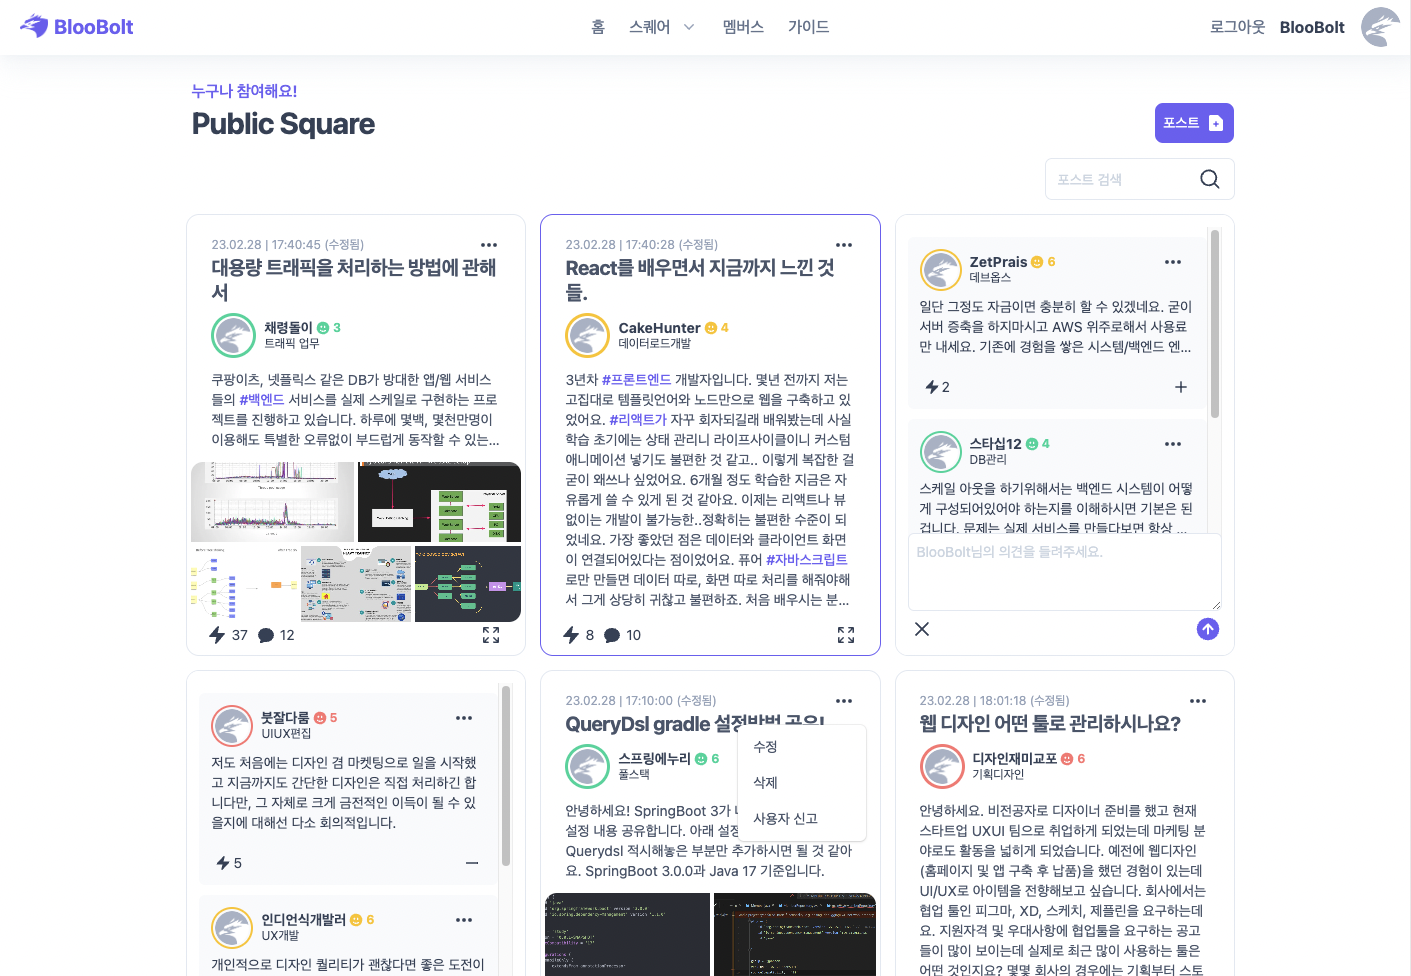 BlooBolt
홈 스퀘어 멤버스 가이드
로그아웃 BlooBolt
누구나 참여해요!
Public Square
포스트
포스트 검색
23.02.28 | 17:40:45 (수정됨)
대용량 트래픽을 처리하는 방법에 관해
서
채령돌이 3
트래픽 업무
쿠팡이츠, 넷플릭스 같은 DB가 방대한 앱/웹 서비스
들의 #백엔드 서비스를 실제 스케일로 구현하는 프로
젝트를 진행하고 있습니다. 하루에 몇백, 몇천만명이
이용해도 특별한 오류없이 부드럽게 동작할 수 있는...
37 12
23.02.28 | 17:40:28 (수정됨)
React를 배우면서 지금까지 느낀 것
들.
CakeHunter 4
데이터로드개발
3년차 #프론트엔드 개발자입니다. 몇년 전까지 저는
고집대로 템플릿언어와 노드만으로 웹을 구축하고 있
었어요. #리액트가 자꾸 회자되길래 배워봤는데 사실
학습 초기에는 상태 관리니 라이프사이클이니 커스텀
애니메이션 넣기도 불편한 것 같고.. 이렇게 복잡한 걸
굳이 왜쓰나 싶었어요. 6개월 정도 학습한 지금은 자
유롭게 쓸 수 있게 된 것 같아요. 이제는 리액트나 뷰
없이는 개발이 불가능한..정확히는 불편한 수준이 되
었네요. 가장 좋았던 점은 데이터와 클라이언트 화면
이 연결되어있다는 점이었어요. 퓨어 #자바스크립트
로만 만들면 데이터 따로, 화면 따로 처리를 해줘야해
서 그게 상당히 귀찮고 불편하죠. 처음 배우시는 분...
8 10
ZetPrais 6
데브옵스
일단 그정도 자금이면 충분히 할 수 있겠네요. 굳이
서버 증축을 하지마시고 AWS 위주로해서 사용료
만 내세요. 기존에 경험을 쌓은 시스템/백엔드 엔...
2
스타십12 4
DB관리
스케일 아웃을 하기위해서는 백엔드 시스템이 어떻
게 구성되어있어야 하는지를 이해하시면 기본은 된
겁니다. 문제는 실제 서비스를 만들다보면 항상 ...
BlooBolt님의 의견을 들려주세요.
붓잘다룸 5
UIUX편집
저도 처음에는 디자인 겸 마켓팅으로 일을 시작했
고 지금까지도 간단한 디자인은 직접 처리하긴 합
니다만, 그 자체로 크게 금전적인 이득이 될 수 있
을지에 대해선 다소 회의적입니다.
5
인디언식개발러 6
UX개발
개인적으로 디자인 퀄리티가 괜찮다면 좋은 도전이
23.02.28 | 17:10:00 (수정됨)
QueryDsl gradle 설정방법 공유!
스프링에누리 6
풀스택
수정
삭제
사용자 신고
안녕하세요! SpringBoot 3가 
설정 내용 공유합니다. 아래 설정
Querydsl 적시해놓은 부분만 추가하시면 될 것 같아
요. SpringBoot 3.0.0과 Java 17 기준입니다.
23.02.28 | 18:01:18 (수정됨)
웹 디자인 어떤 툴로 관리하시나요?
디자인재미교포 6
기획디자인
안녕하세요. 비전공자로 디자이너 준비를 했고 현재
스타트업 UXUI 팀으로 취업하게 되었는데 마케팅 분
야로도 활동을 넓히게 되었습니다. 예전에 웹디자인
(홈페이지 및 앱 구축 후 납품)을 했던 경험이 있는데
UI/UX로 아이템을 전향해보고 싶습니다. 회사에서는
협업 툴인 피그마, XD, 스케치, 제플린을 요구하는데
요. 지원자격 및 우대사항에 협업툴을 요구하는 공고
들이 많이 보이는데 실제로 최근 많이 사용하는 툴은
어떤 것인지요? 몇몇 회사의 경우에는 기획부터 스토